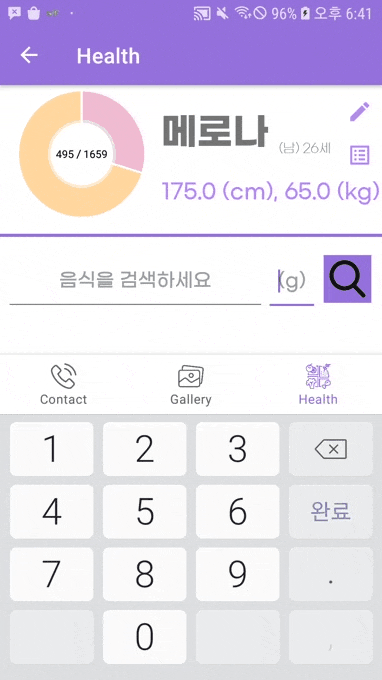 96% 오후 6:41
Health
495 / 1659
메로나 (남) 26세
175.0 (cm), 65.0 (kg)
음식을 검색하세요 (g)
Contact Gallery Health
1 2 3
4 5 6 완료
7 8 9 .
0 ,